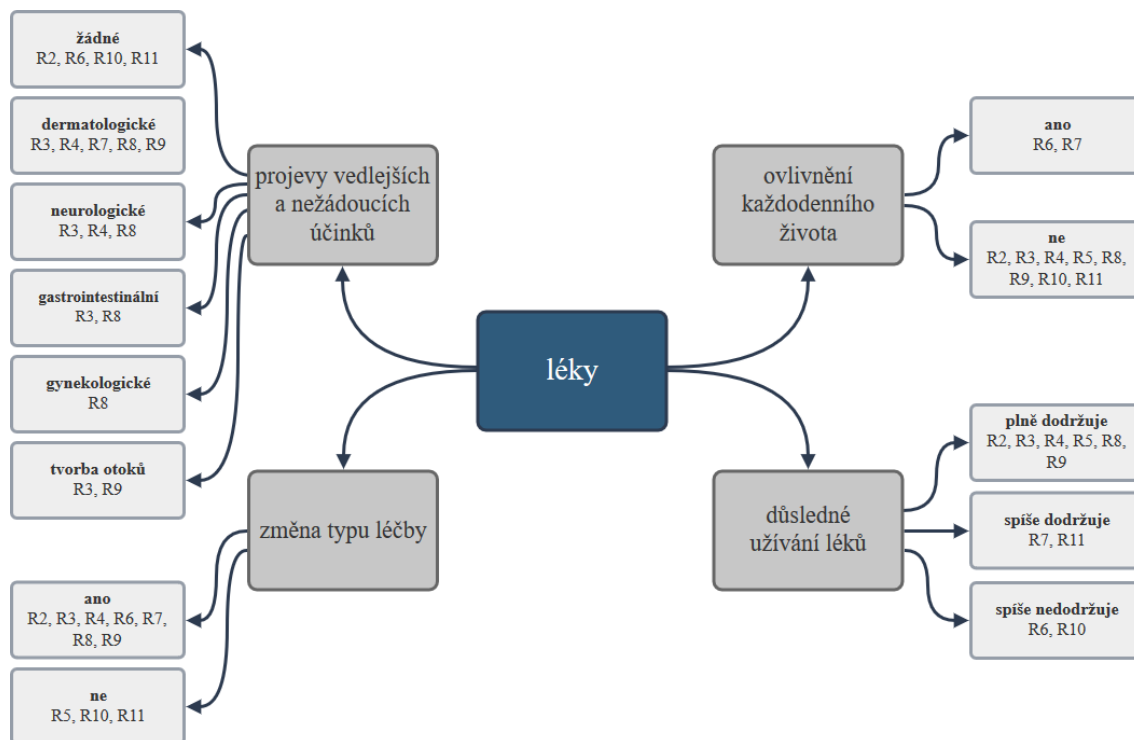 žádné
R2, R6, R10, R11
dermatologické
R3, R4, R7, R8, R9
neurologické
R3, R4, R8
gastrointestinální
R3, R8
gynekologické
R8
tvorba otoků
R3, R9
projevy vedlejších
a nežádoucích
účinků
změna typu léčby
ano
R2, R3, R4, R6, R7,
R8, R9
ne
R5, R10, R11
léky
ovlivnění
každodenního
života
ano
R6, R7
ne
R2, R3, R4, R5, R8,
R9, R10, R11
důsledné
užívání léků
plně dodržuje
R2, R3, R4, R5, R8,
R9
spíše dodržuje
R7, R11
spíše nedodržuje
R6, R10